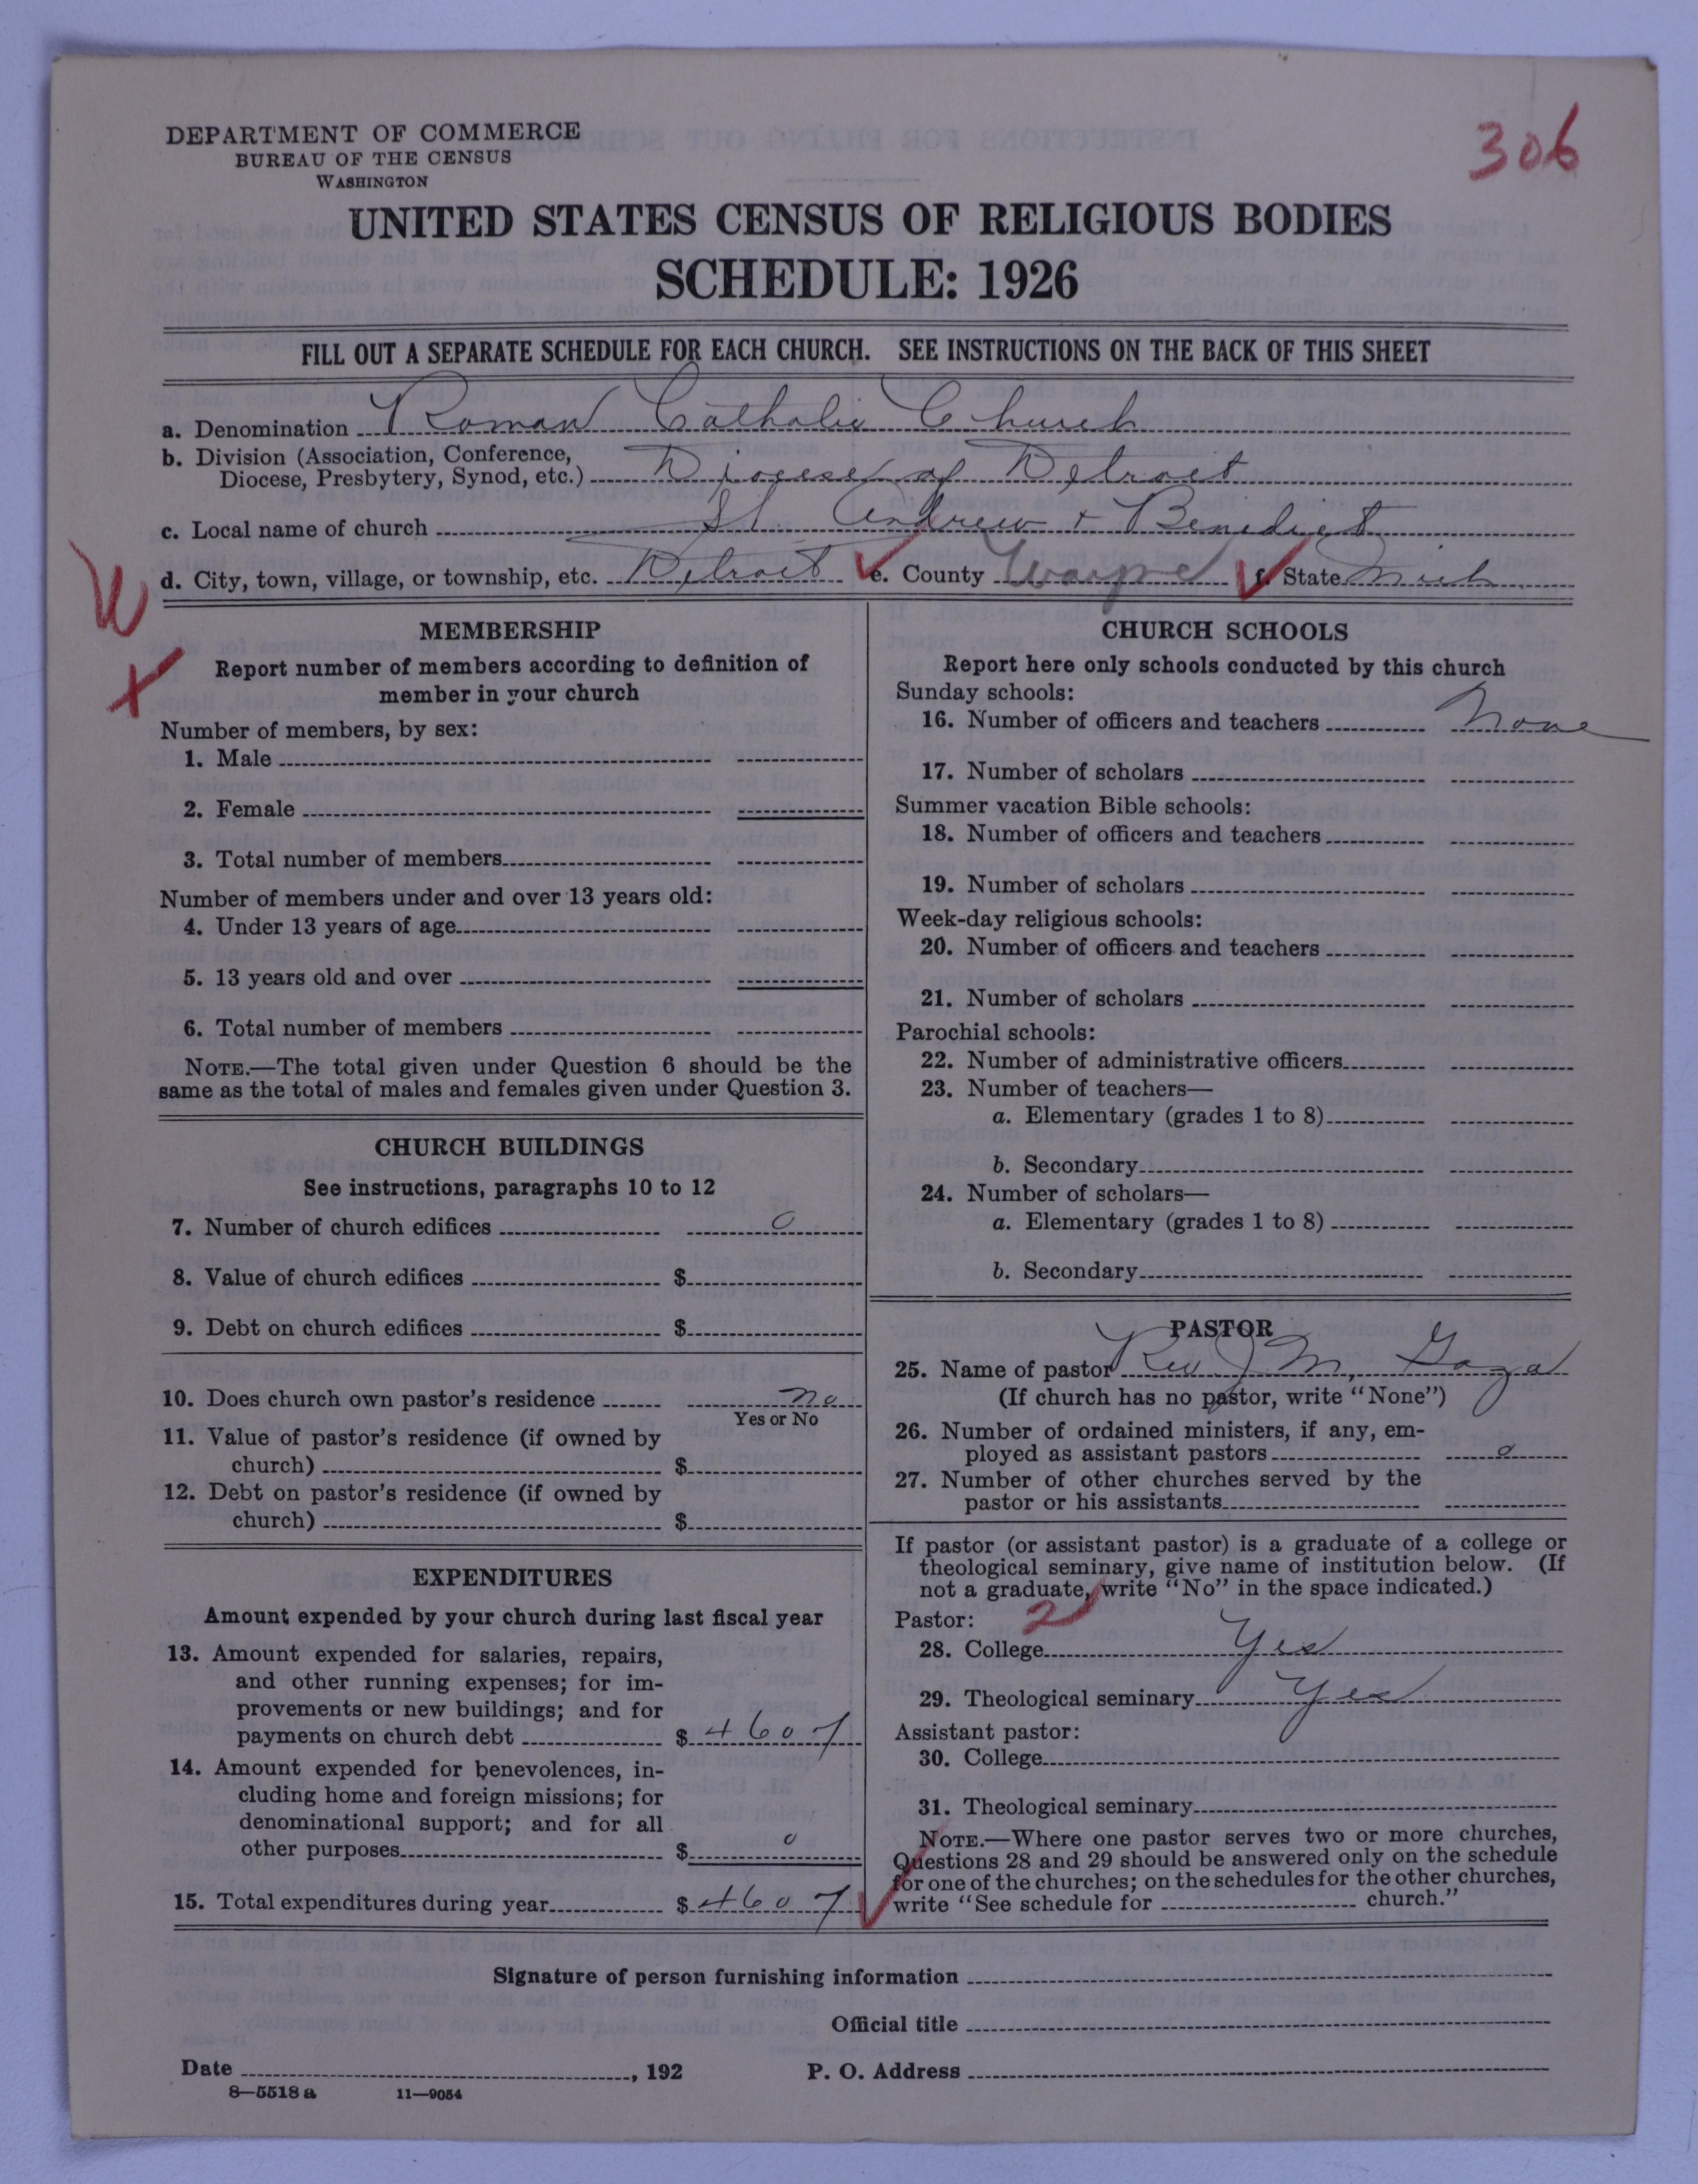 DEPARTMENT OF COMMERCE
BUREAU OF THE CENSUS
WASHINGTON
306
UNITED STATES CENSUS OF RELIGIOUS BODIES
SCHEDULE: 1926
FILL OUT A SEPARATE SCHEDULE FOR EACH CHURCH. SEE INSTRUCTIONS ON THE BACK OF THIS SHEET
a. Denomination Roman Catholic Church
b. Division (Association, Conference,
Diocese, Presbytery, Synod, etc.) Diocese of Detroit
c. Local name of church St Andrew + Benedict
d. City, town, village, or township, etc. Detroit e. County Wayne f. State Mich
MEMBERSHIP
Report number of members according to definition of
member in your church
Number of members, by sex:
1. Male
2. Female
3. Total number of members
Number of members under and over 13 years old:
4. Under 13 years of age
5. 13 years old and over
6. Total number of members
NOTE.—The total given under Question 6 should be the
same as the total of males and females given under Question 3.
CHURCH BUILDINGS
See instructions, paragraphs 10 to 12
7. Number of church edifices 0
8. Value of church edifices $
9. Debt on church edifices $
10. Does church own pastor's residence no
Yes or No
11. Value of pastor's residence (if owned by
church) $
12. Debt on pastor's residence (if owned by
church) $
EXPENDITURES
Amount expended by your church during last fiscal year
13. Amount expended for salaries, repairs,
and other running expenses; for im-
provements or new buildings; and for
payments on church debt $ 4607
14. Amount expended for benevolences, in-
cluding home and foreign missions; for
denominational support; and for all
other purposes $ 0
15. Total expenditures during year $ 4607
CHURCH SCHOOLS
Report here only schools conducted by this church
Sunday schools:
16. Number of officers and teachers None
17. Number of scholars
Summer vacation Bible schools:
18. Number of officers and teachers
19. Number of scholars
Week-day religious schools:
20. Number of officers and teachers
21. Number of scholars
Parochial schools:
22. Number of administrative officers
23. Number of teachers—
a. Elementary (grades 1 to 8)
b. Secondary
24. Number of scholars—
a. Elementary (grades 1 to 8)
b. Secondary
PASTOR
25. Name of pastor Rev J M,
(If church has no pastor, write "None")
26. Number of ordained ministers, if any, em-
ployed as assistant pastors 0
27. Number of other churches served by the
pastor or his assistants
If pastor (or assistant pastor) is a graduate of a college or
theological seminary, give name of institution below. (If
not a graduate, write "No" in the space indicated.)
Pastor: 2
28. College Yes
29. Theological seminary Yes
Assistant pastor:
30. College
31. Theological seminary
NOTE.—Where one pastor serves two or more churches,
Questions 28 and 29 should be answered only on the schedule
for one of the churches; on the schedules for the other churches,
write "See schedule for church."
Signature of person furnishing information
Official title
Date , 192 P. O. Address
8—5518 a 11—9054